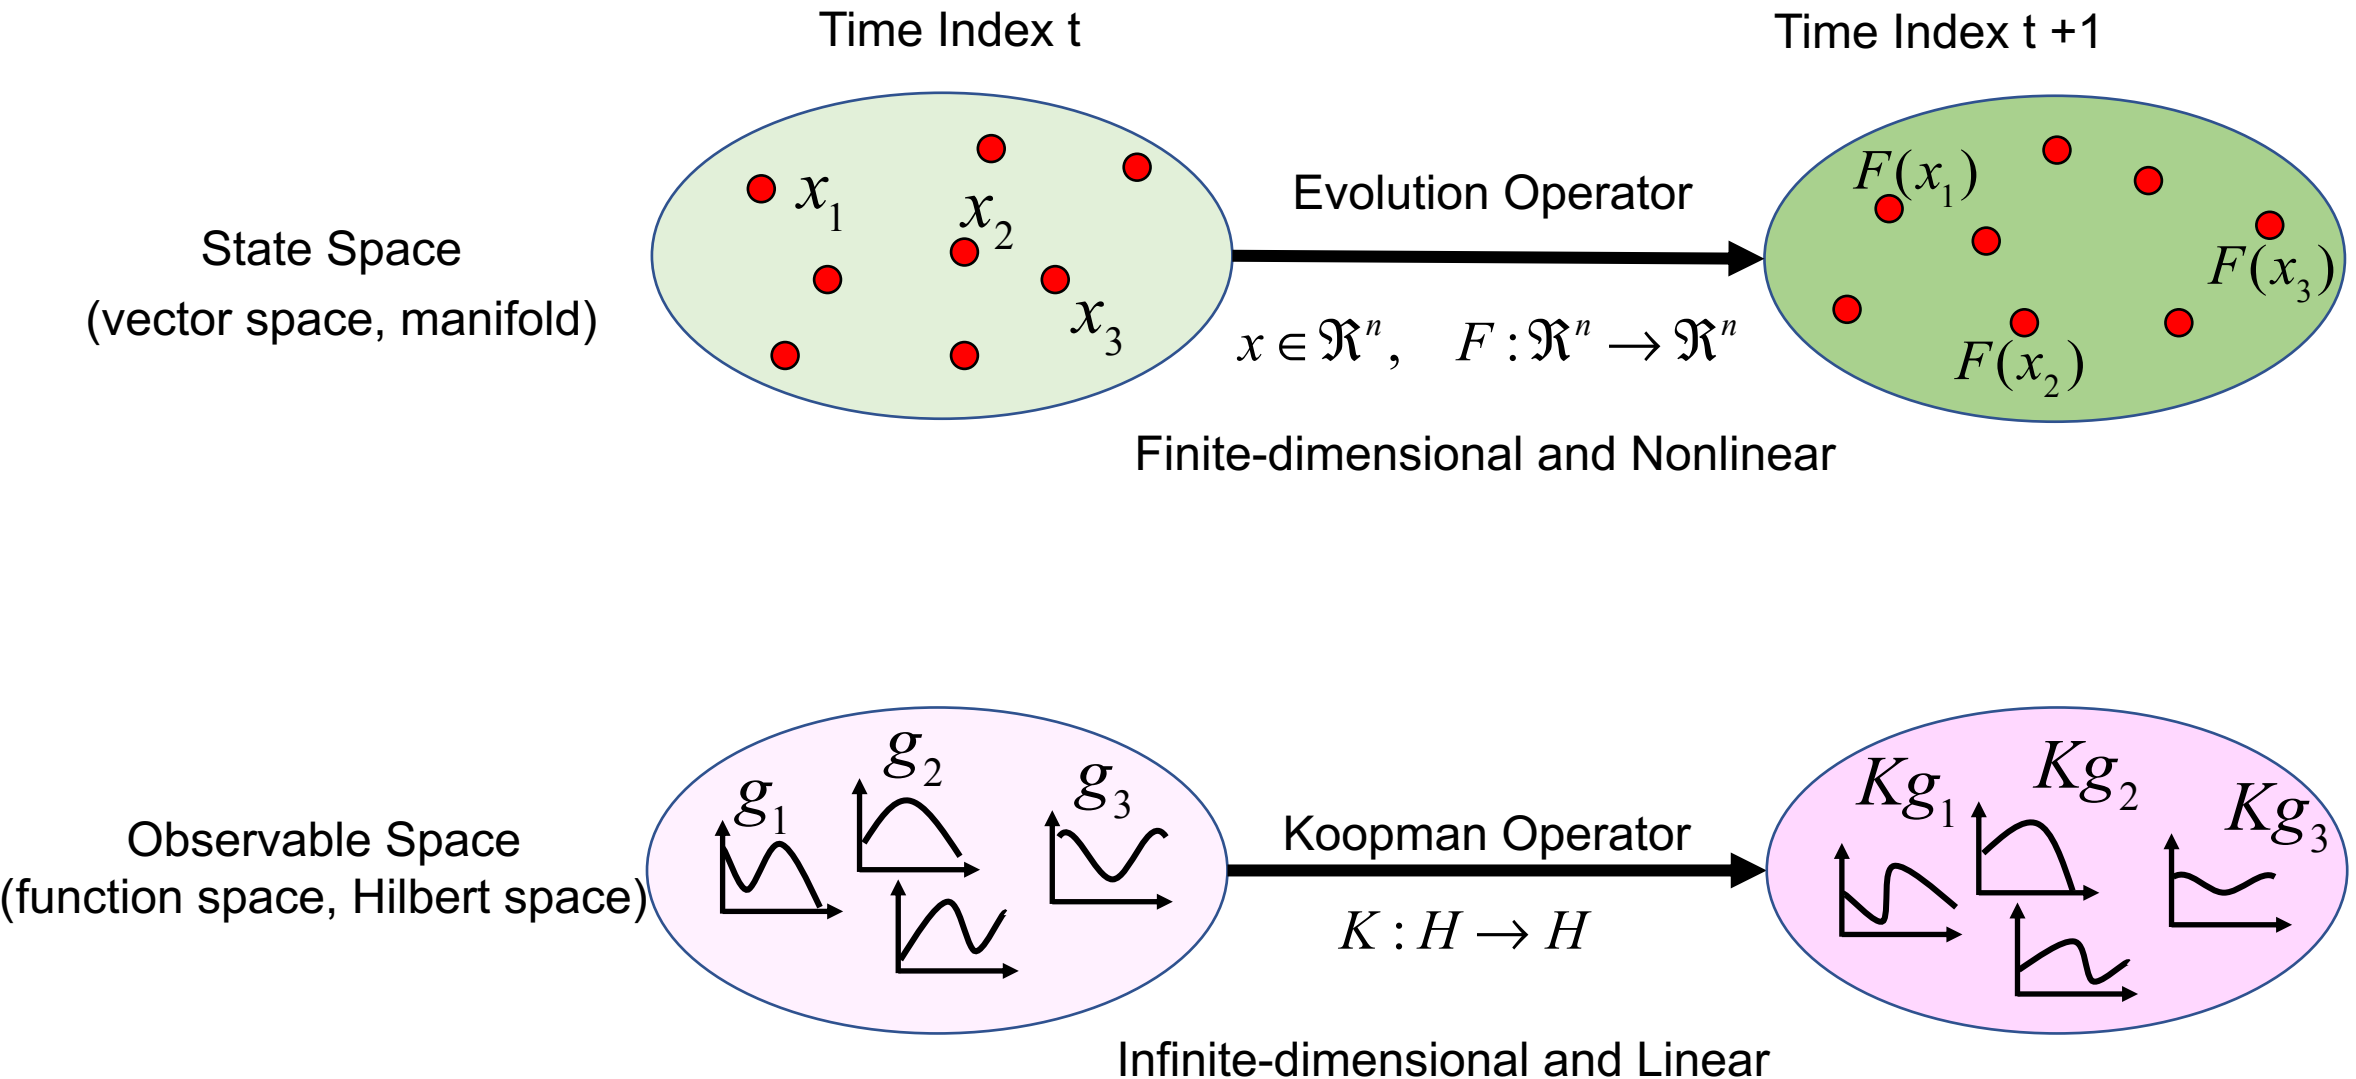 Time Index t
Time Index t +1
x₁
x₂
x₃
F(x₁)
F(x₂)
F(x₃)
State Space
(vector space, manifold)
Evolution Operator
x ∈ ℜⁿ, F : ℜⁿ → ℜⁿ
Finite-dimensional and Nonlinear
g₁
g₂
g₃
Kg₁
Kg₂
Kg₃
Observable Space
(function space, Hilbert space)
Koopman Operator
K : H → H
Infinite-dimensional and Linear